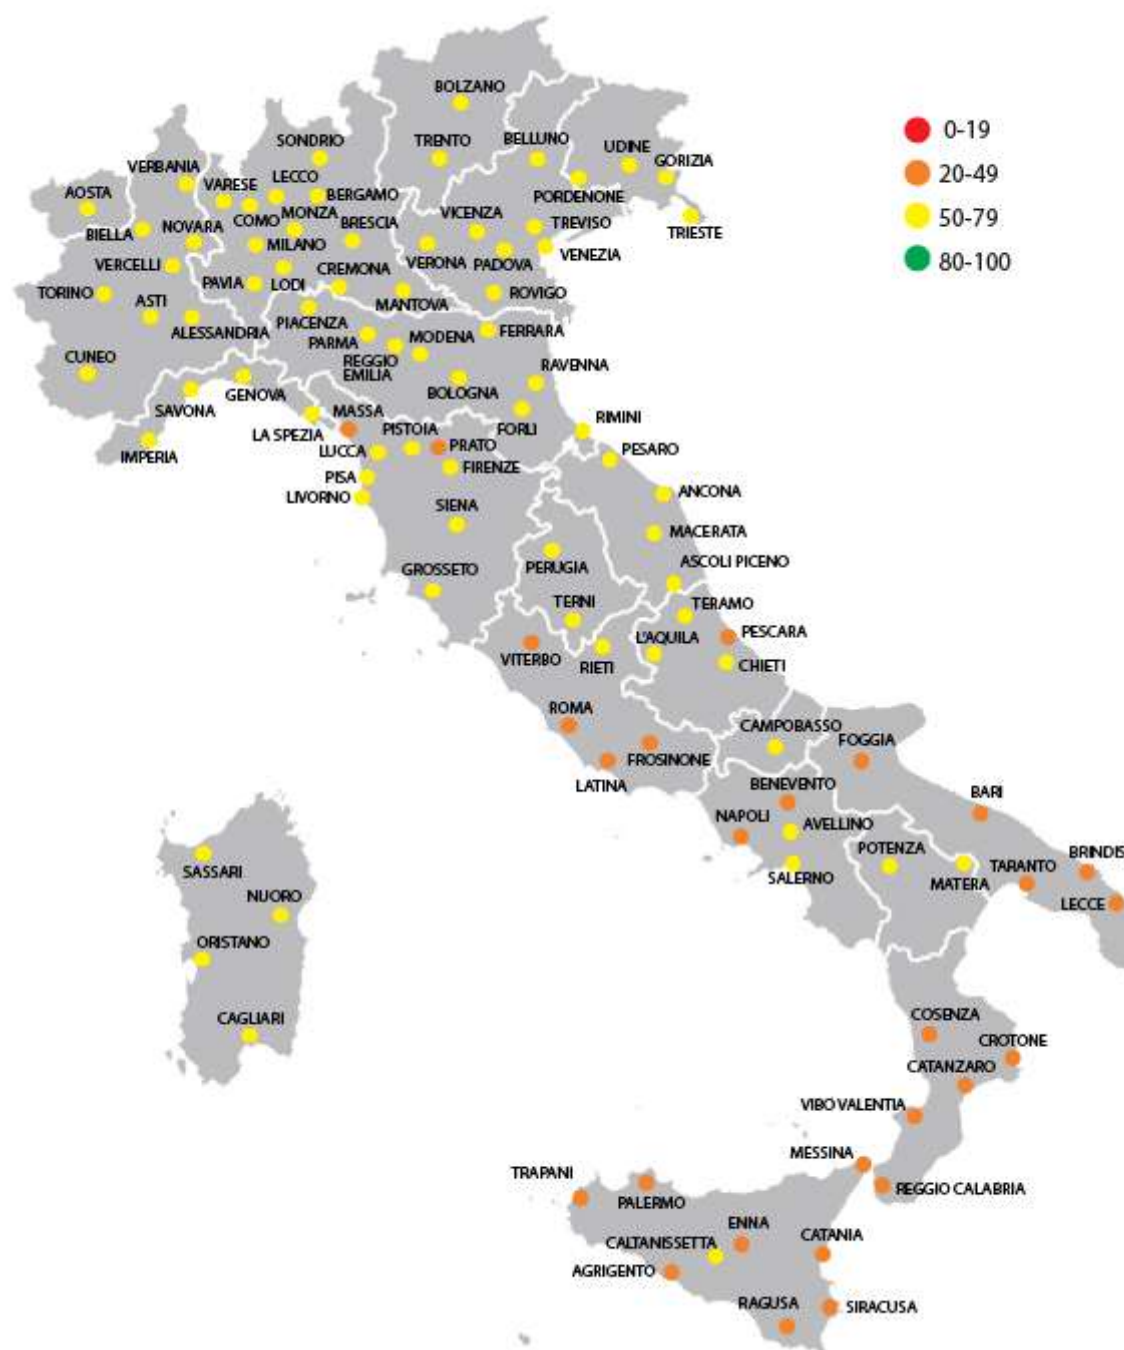 BOLZANO
0-19
SONDRIO
TRENTO
BELLUNO
UDINE
GORIZIA
20-49
VERBANIA
LECCO
AOSTA
VARESE
BERGAMO
PORDENONE
50-79
COMO
MONZA
VICENZA
TREVISO
TRIESTE
BIELLA
NOVARA
BRESCIA
MILANO
VERONA
PADOVA
VENEZIA
80-100
VERCELLI
CREMONA
PAVIA
LODI
TORINO
ASTI
MANTOVA
ROVIGO
ALESSANDRIA
PIACENZA
PARMA
MODENA
FERRARA
CUNEO
REGGIO
EMILIA
RAVENNA
GENOVA
BOLOGNA
SAVONA
MASSA
LA SPEZIA
PISTOIA
FORLI
RIMINI
IMPERIA
LUCCA
PRATO
PESARO
FIRENZE
PISA
LIVORNO
SIENA
ANCONA
MACERATA
ASCOLI PICENO
GROSSETO
PERUGIA
TERNI
TERAMO
L'AQUILA
PESCARA
VITERBO
RIETI
CHIETI
ROMA
CAMPOBASSO
FOGGIA
FROSINONE
LATINA
BENEVENTO
BARI
NAPOLI
AVELLINO
POTENZA
BRINDIS
SASSARI
SALERNO
MATERA
TARANTO
NUORO
LECCE
ORISTANO
CAGLIARI
COSENZA
CROTONE
CATANZARO
VIBO VALENTIA
MESSINA
TRAPANI
PALERMO
REGGIO CALABRIA
ENNA
CALTANISSETTA
CATANIA
AGRIGENTO
RAGUSA
SIRACUSA